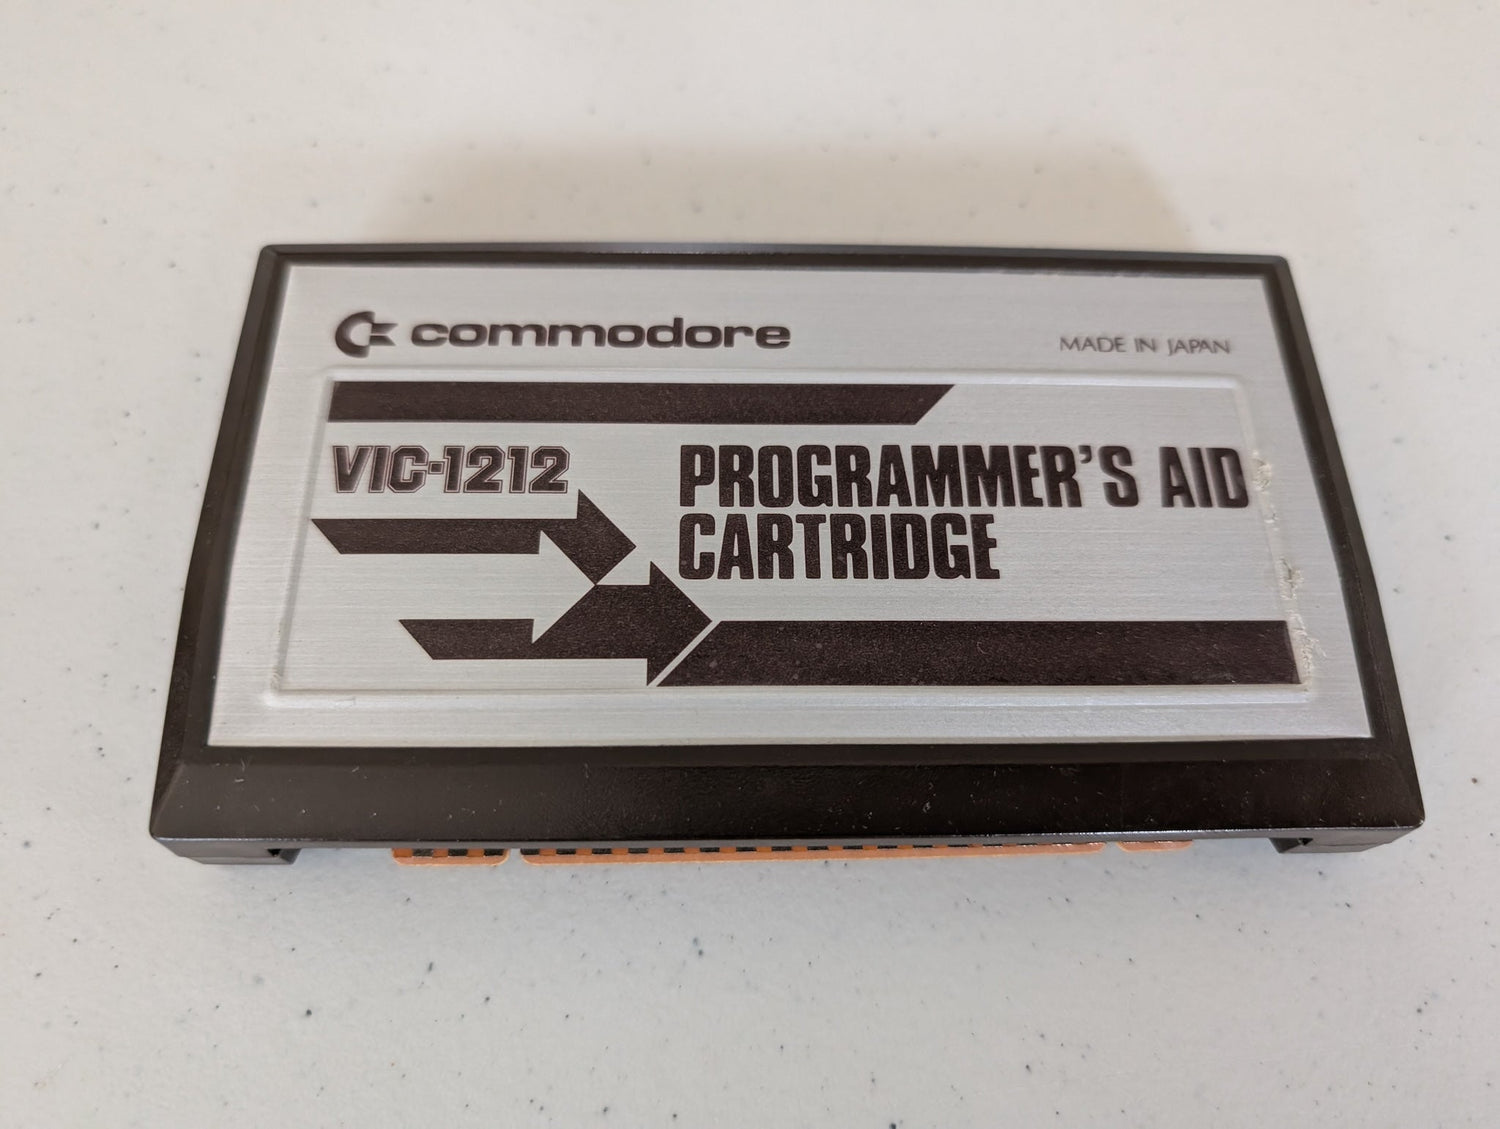 commodore
MADE IN JAPAN
VIC-1212
PROGRAMMER'S AID
CARTRIDGE